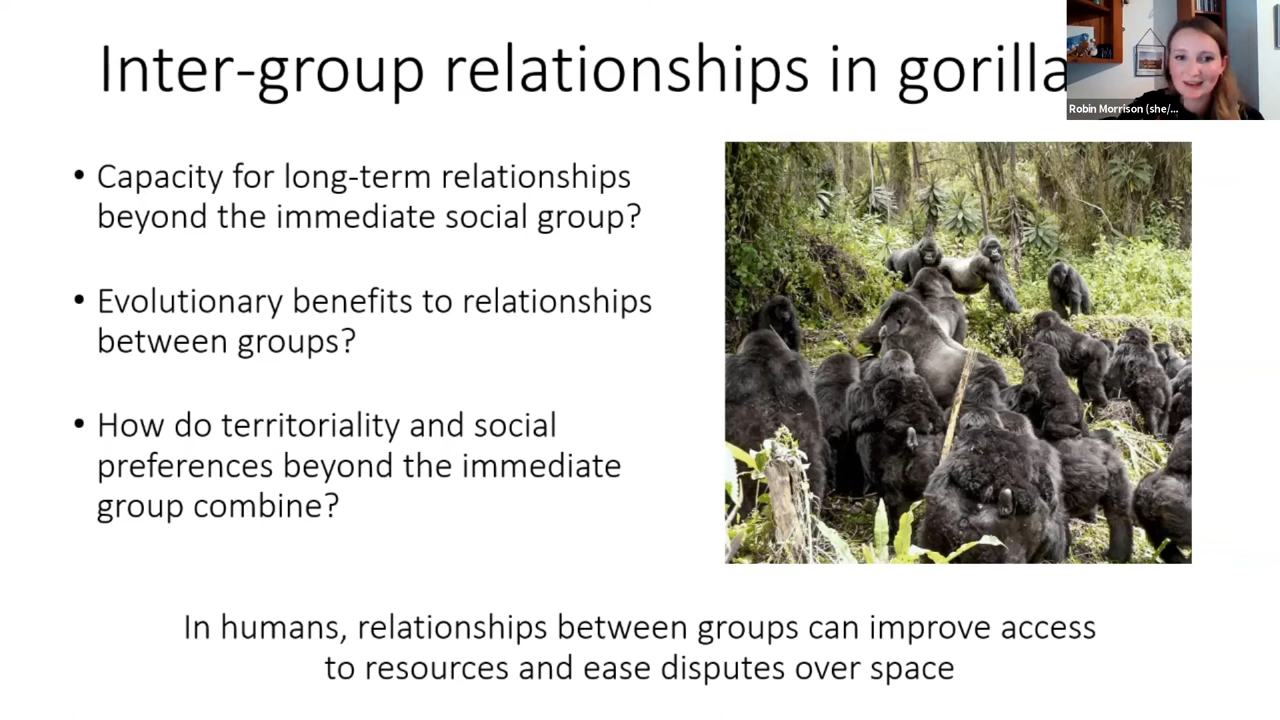 Inter-group relationships in gorilla
Robin Morrison (she/...
• Capacity for long-term relationships
beyond the immediate social group?
• Evolutionary benefits to relationships
between groups?
• How do territoriality and social
preferences beyond the immediate
group combine?
In humans, relationships between groups can improve access
to resources and ease disputes over space